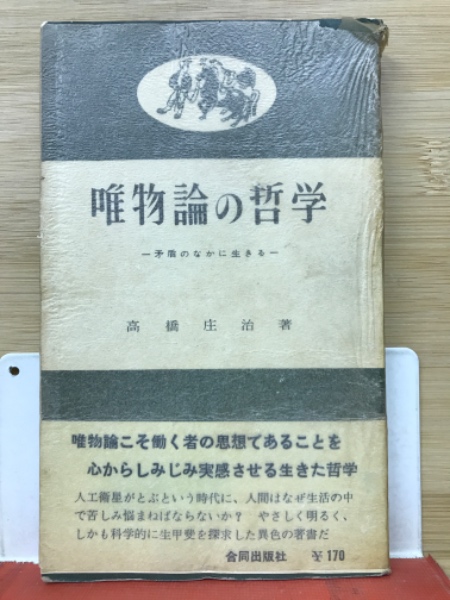 唯物論の哲学
ー矛盾のなかに生きるー
高橋庄治著
唯物論こそ働く者の思想であることを
心からしみじみ実感させる生きた哲学
人工衛星がとぶという時代に、人間はなぜ生活の中
で苦しみ悩まねばならないか？ やさしく明るく、
しかも科学的に生甲斐を探求した異色の著書だ
合同出版社 ￥170